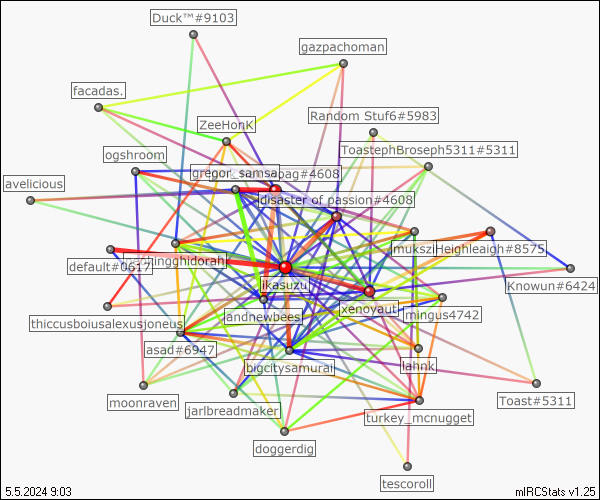 Duck™#9103
gazpachoman
facadas.
Random Stuf6#5983
ZeeHonK
ToastephBroseph5311#5311
ogshroom
gregor_samsa
pag#4608
avelicious
disaster of passion#4608
Heighleaigh#8575
default#0617
ikasuzu
Knowun#6424
xenoyaut
mingus4742
thiccusboiusalexusjoneus
andnewbees
asad#6947
bigcitysamurai
lahnk
moonraven
Toast#5311
jarlbreadmaker
turkey_mcnugget
doggerdig
tescoroll
5.5.2024 9:03
mIRCStats v1.25